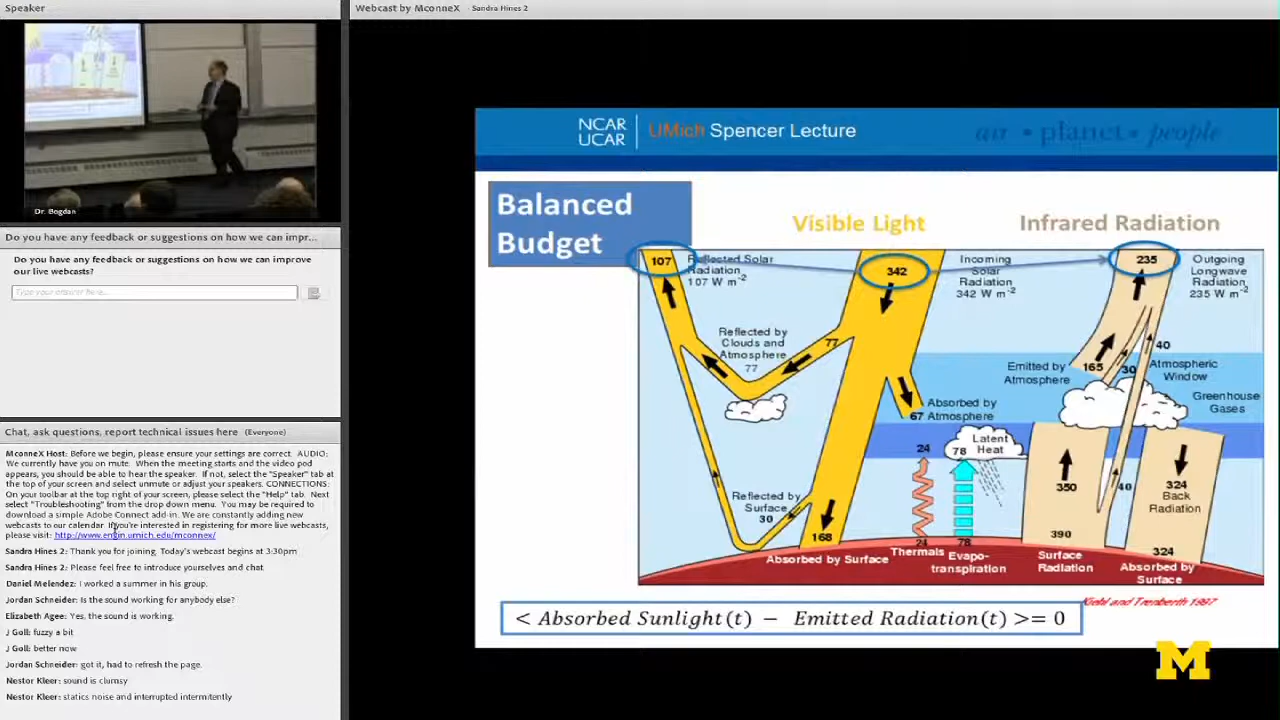 Speaker
Dr. Bogdan
Do you have any feedback or suggestions on how we can impr...
Do you have any feedback or suggestions on how we can improve
our live webcasts?
Type your answer here...
Chat, ask questions, report technical issues here (Everyone)
MconneX Host: Before we begin, please ensure your settings are correct. AUDIO:
We currently have you on mute. When the meeting starts and the video pod
appears, you should be able to hear the speaker. If not, select the "Speaker" tab at
the top of your screen and select unmute or adjust your speakers. CONNECTIONS:
On your toolbar at the top right of your screen, please select the "Help" tab. Next
select "Troubleshooting" from the drop down menu. You may be required to
download a simple Adobe Connect add-in. We are constantly adding new
webcasts to our calendar. If you're interested in registering for more live webcasts,
please visit: http://www.engin.umich.edu/mconnex/
Sandra Hines 2: Thank you for joining. Today's webcast begins at 3:30pm
Sandra Hines 2: Please feel free to introduce yourselves and chat
Daniel Melendez: I worked a summer in his group.
Jordan Schneider: Is the sound working for anybody else?
Elizabeth Agee: Yes, the sound is working.
J Goll: fuzzy a bit
J Goll: better now
Jordan Schneider: got it, had to refresh the page.
Nestor Kleer: sound is clumsy
Nestor Kleer: statics noise and interrupted intermitently
Webcast by MconneX Sandra Hines 2
NCAR
UCAR
UMich Spencer Lecture
air • planet • people
Balanced
Budget
Visible Light
Infrared Radiation
107
Reflected Solar
Radiation
107 W m-2
342
Incoming
Solar
Radiation
342 W m-2
235
Outgoing
Longwave
Radiation
235 W m-2
Reflected by
Clouds and
Atmosphere
77
77
Emitted by
Atmosphere
165
30
40
Atmospheric
Window
Greenhouse
Gases
67
Absorbed by
Atmosphere
24
78
Latent
Heat
350
40
324
Back
Radiation
Reflected by
Surface
30
168
Absorbed by Surface
24
Thermals
78
Evapo-
transpiration
390
Surface
Radiation
324
Absorbed by
Surface
Kiehl and Trenberth 1997
< Absorbed Sunlight(t) − Emitted Radiation(t) >= 0
M